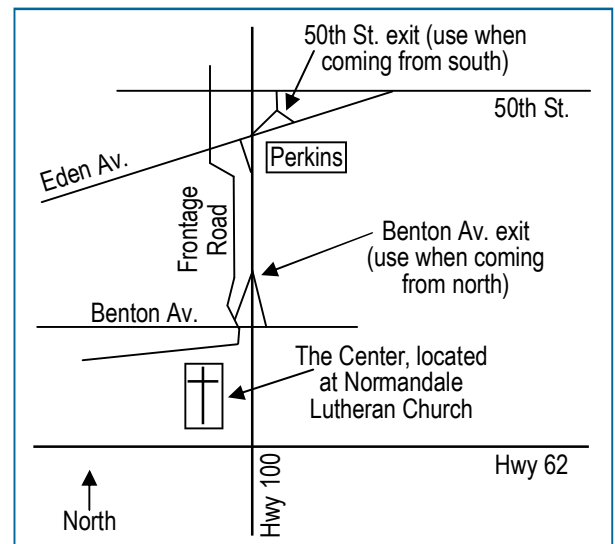 50th St. exit (use when
coming from south)
50th St.
Perkins
Eden Av.
Frontage
Road
Benton Av. exit
(use when coming
from north)
Benton Av.
The Center, located
at Normandale
Lutheran Church
Hwy 62
Hwy 100
North